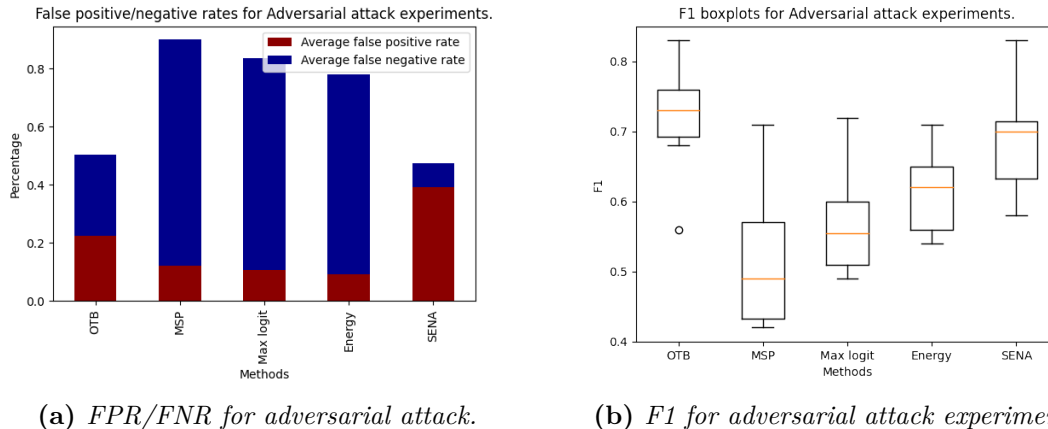 False positive/negative rates for Adversarial attack experiments.
Average false positive rate
Average false negative rate
Percentage
0.8
0.6
0.4
0.2
0.0
OTB
MSP
Max logit
Energy
SENA
Methods
(a) FPR/FNR for adversarial attack.
F1 boxplots for Adversarial attack experiments.
F1
0.8
0.7
0.6
0.5
0.4
OTB MSP Max logit Energy SENA
Methods
(b) F1 for adversarial attack